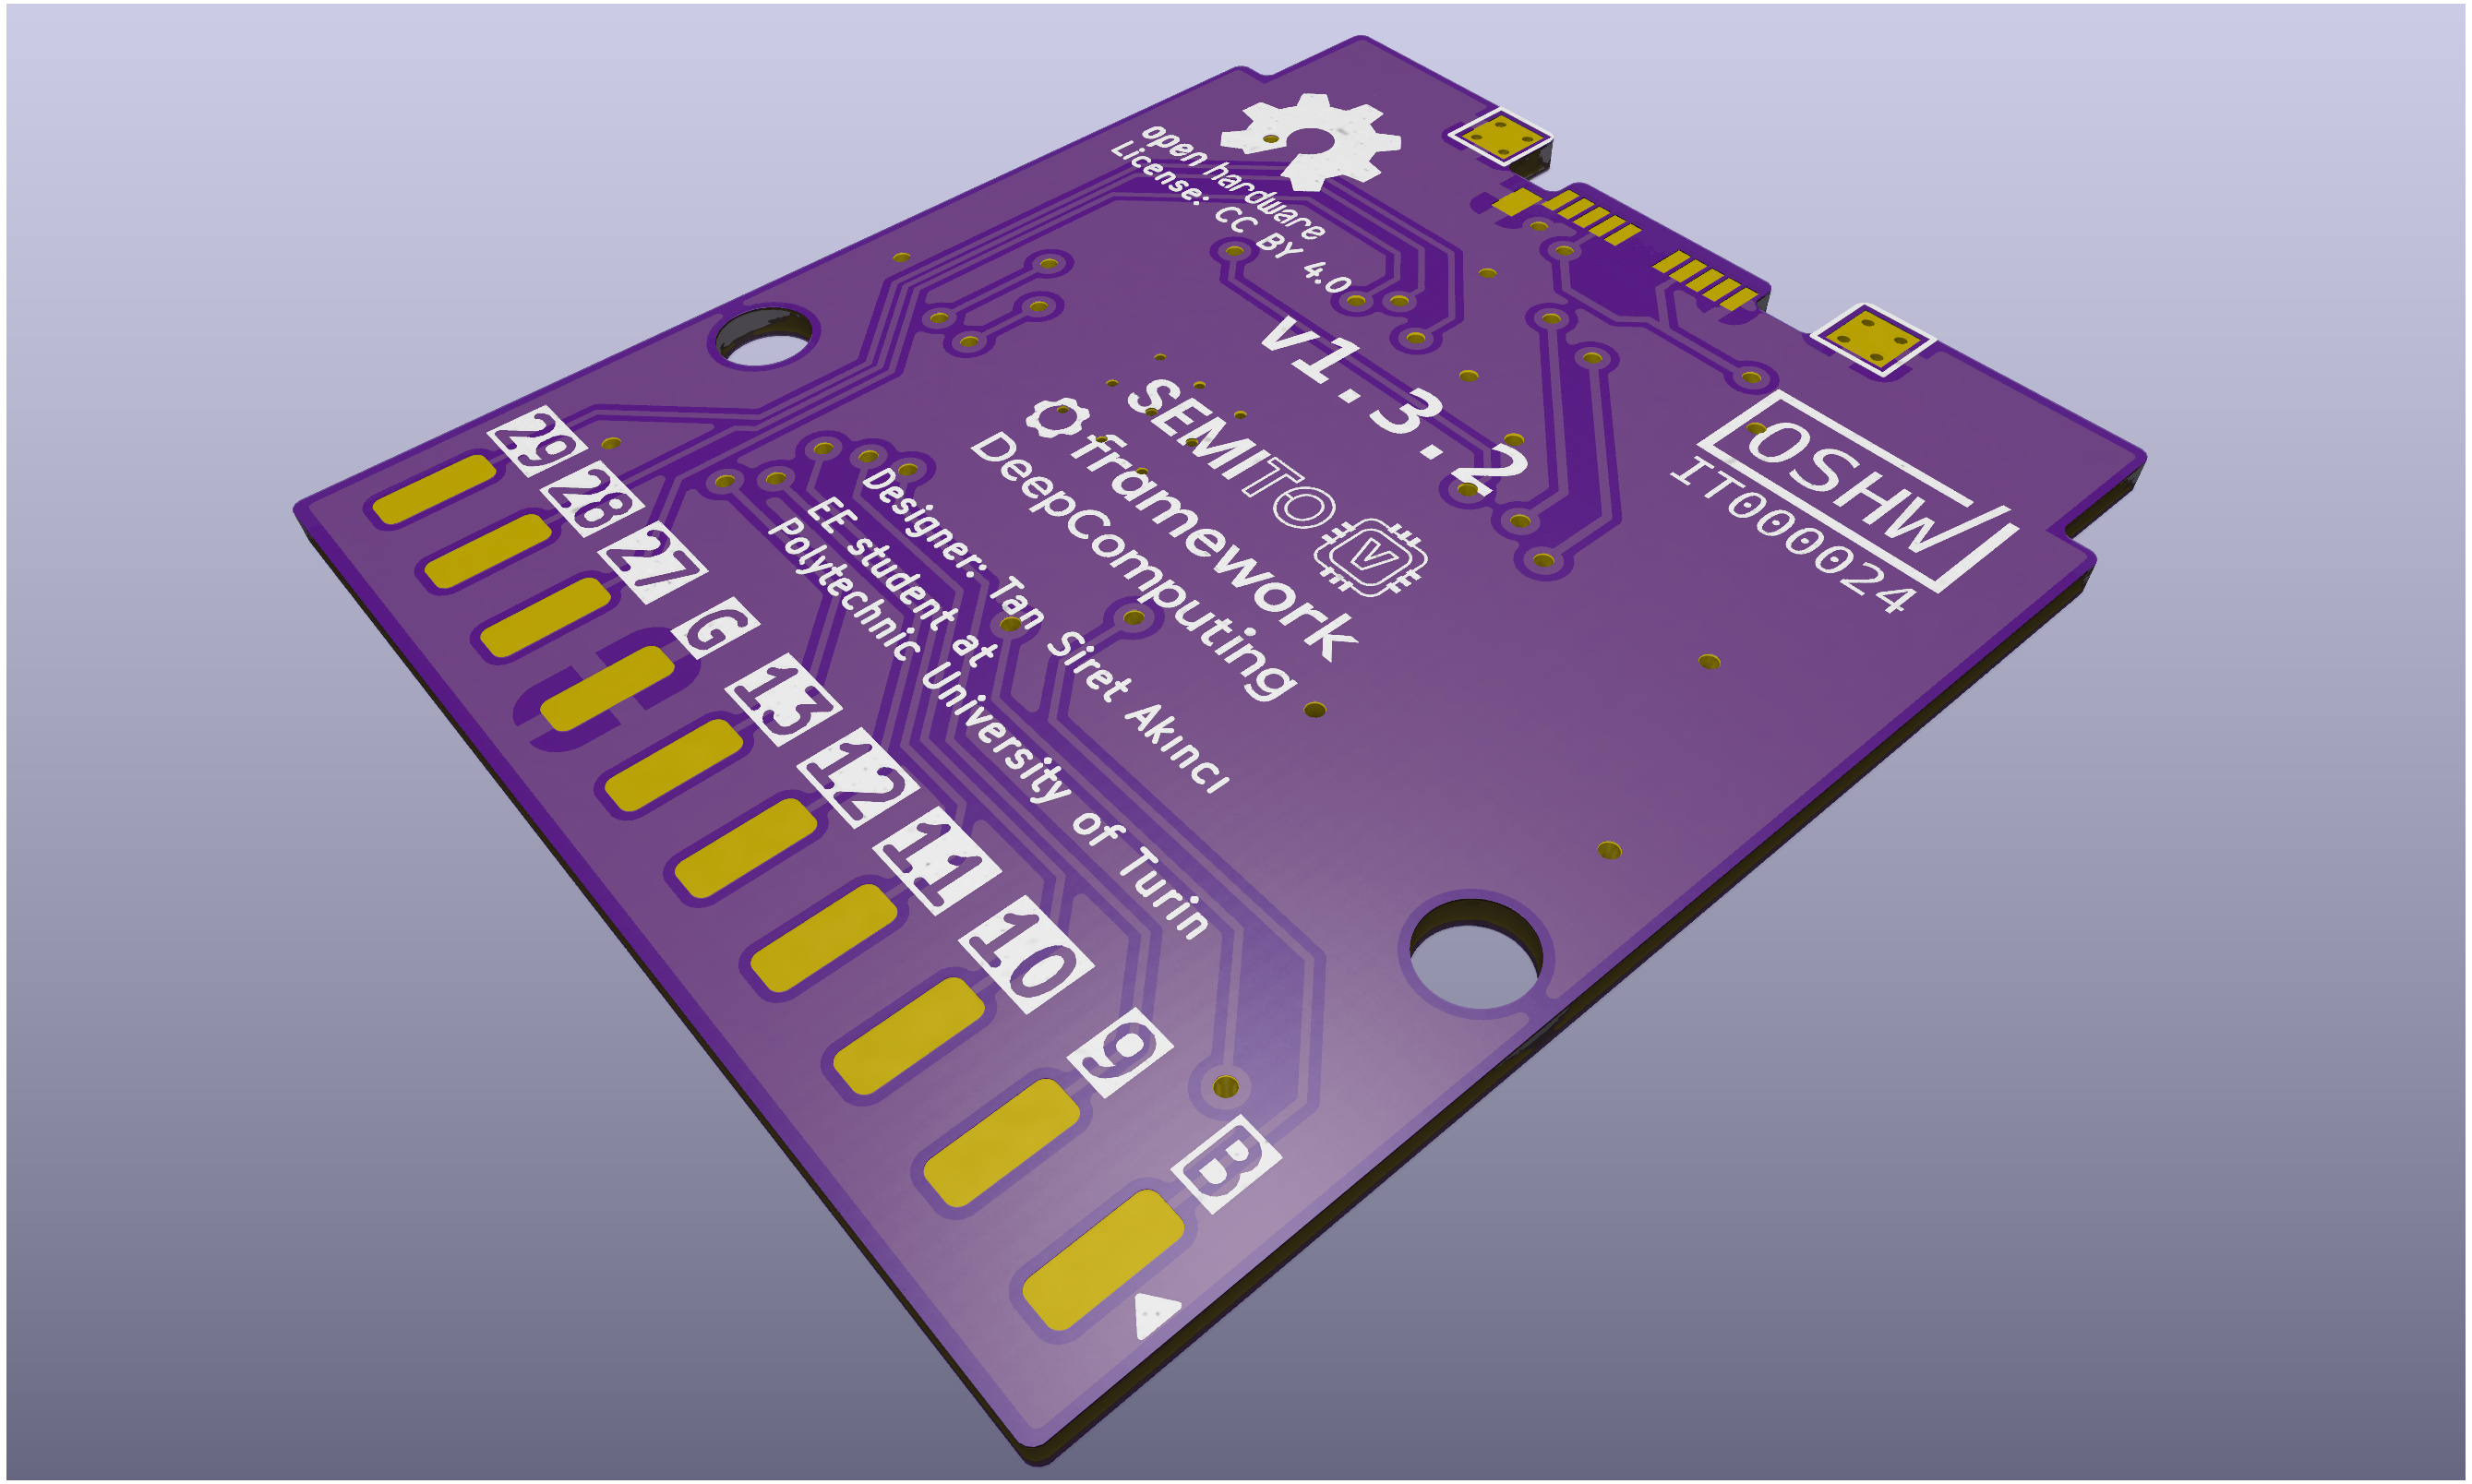 open hardware
License: CC BY 4.0
v1.3.2
SEMITO V
framework
DeepComputing
Designer: Tan Siret Akıncı
EE student at
Polytechnic University of Turin
OSHW
IT000024
29
28
27
G
13
12
11
10
9
B